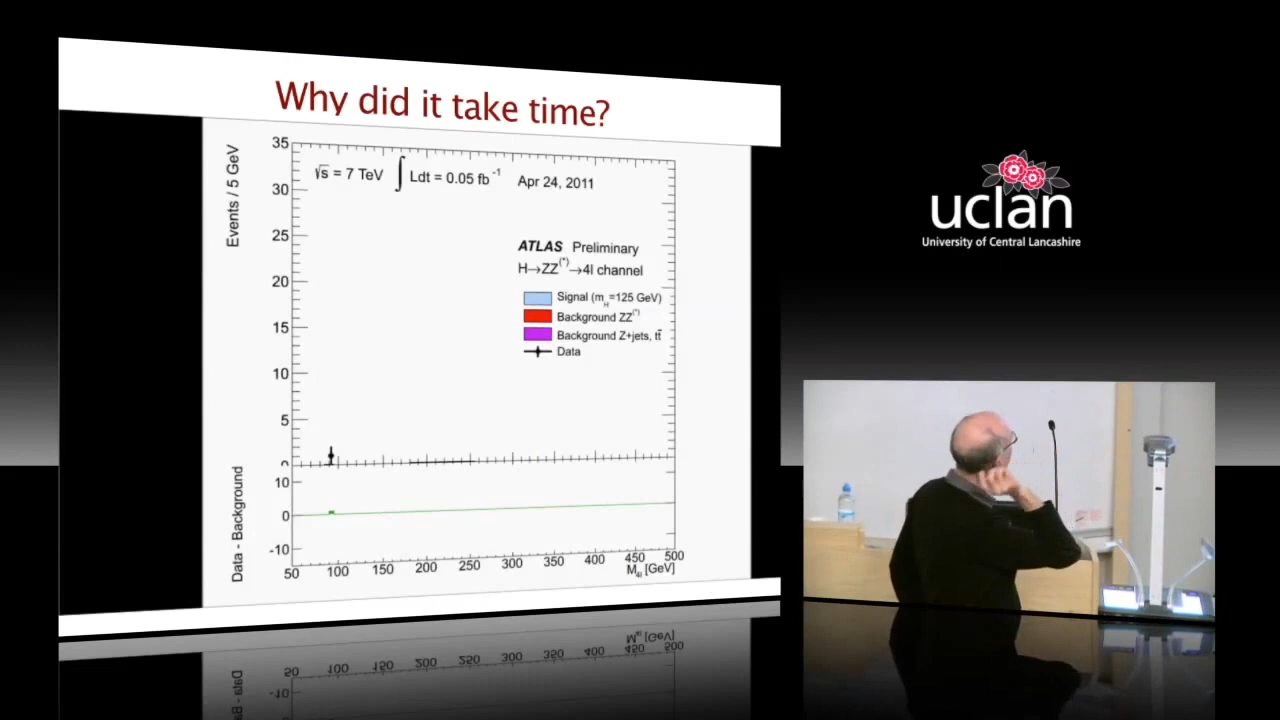 Why did it take time?
Events / 5 GeV
35
30
25
20
15
10
5
0
√s = 7 TeV ∫ Ldt = 0.05 fb⁻¹ Apr 24, 2011
ATLAS Preliminary
H→ZZ(*)→4l channel
Signal (m_H=125 GeV)
Background ZZ(*)
Background Z+jets, tt̄
Data
Data - Background
10
0
-10
50 100 150 200 250 300 350 400 450 500
M4l [GeV]
uclan
University of Central Lancashire